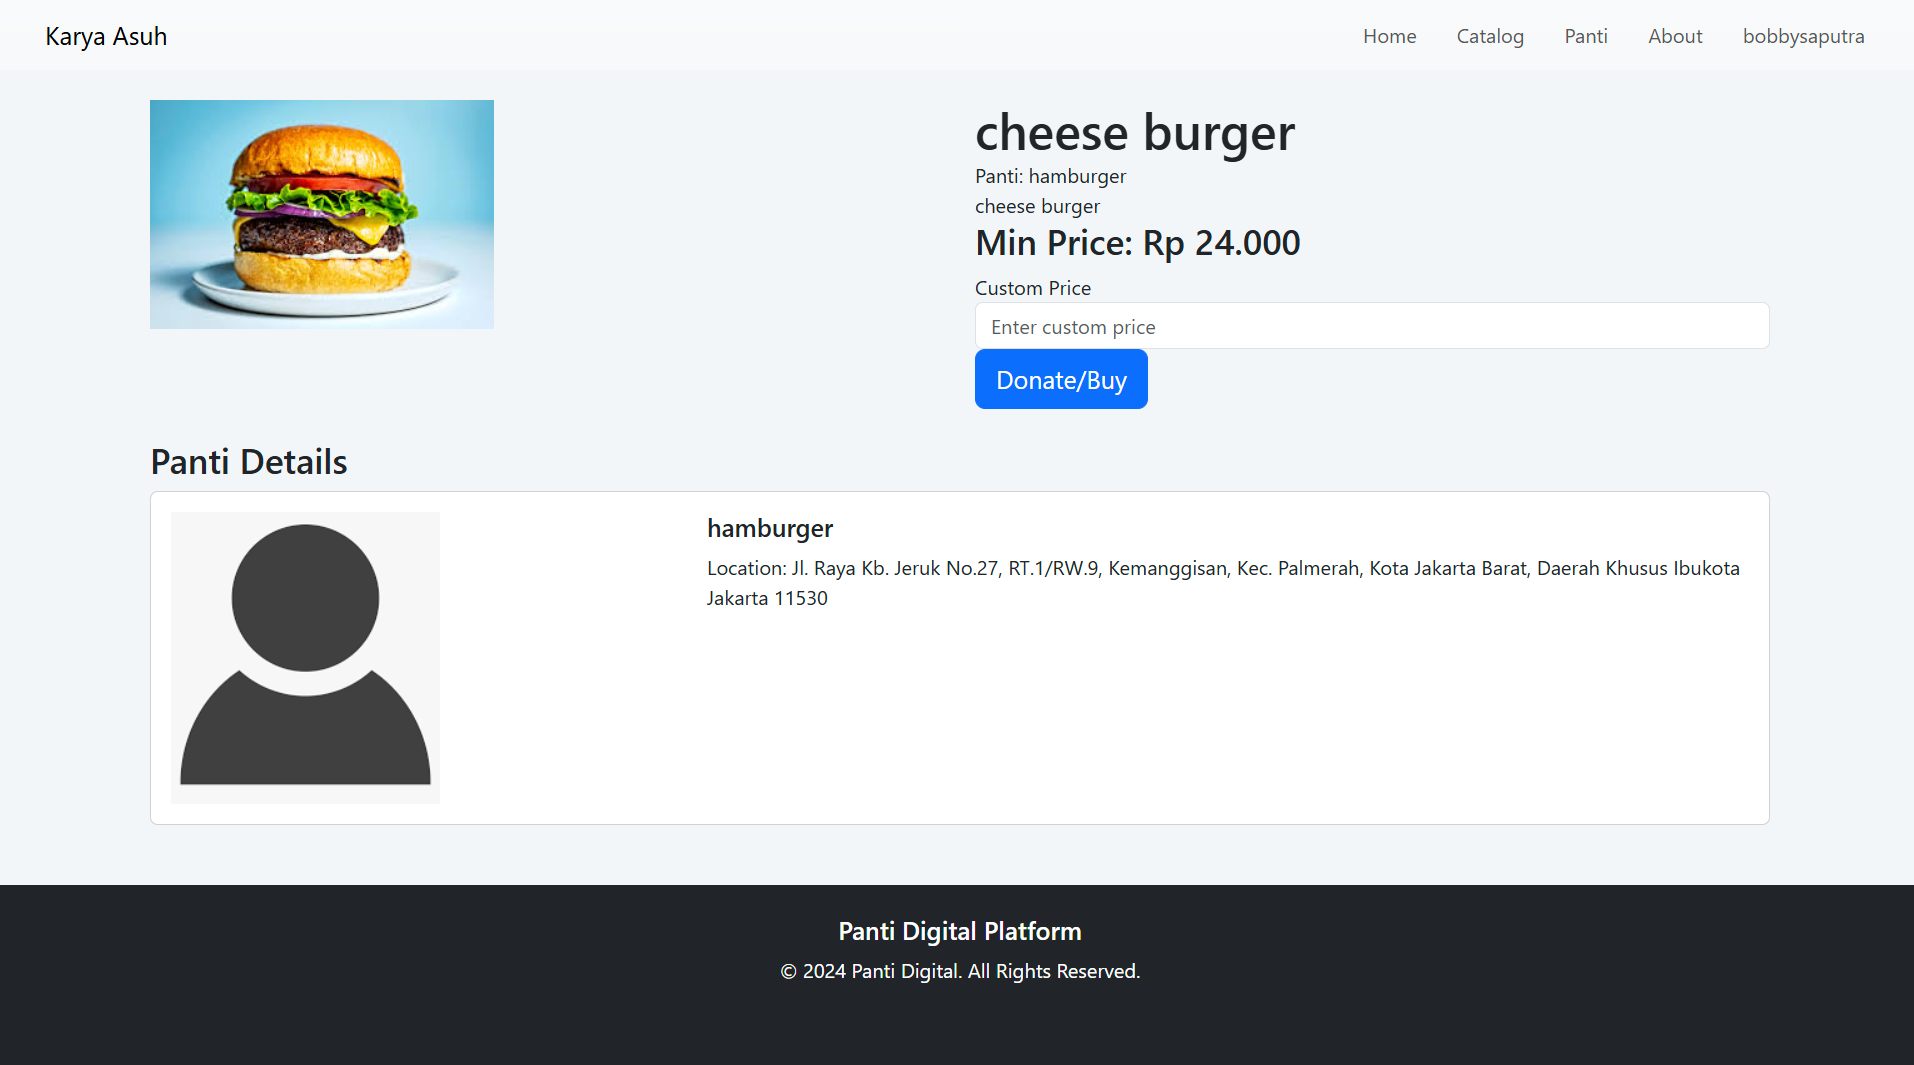 Karya Asuh
Home Catalog Panti About bobbysaputra
cheese burger
Panti: hamburger
cheese burger
Min Price: Rp 24.000
Custom Price
Enter custom price
Donate/Buy
Panti Details
hamburger
Location: Jl. Raya Kb. Jeruk No.27, RT.1/RW.9, Kemanggisan, Kec. Palmerah, Kota Jakarta Barat, Daerah Khusus Ibukota
Jakarta 11530
Panti Digital Platform
© 2024 Panti Digital. All Rights Reserved.